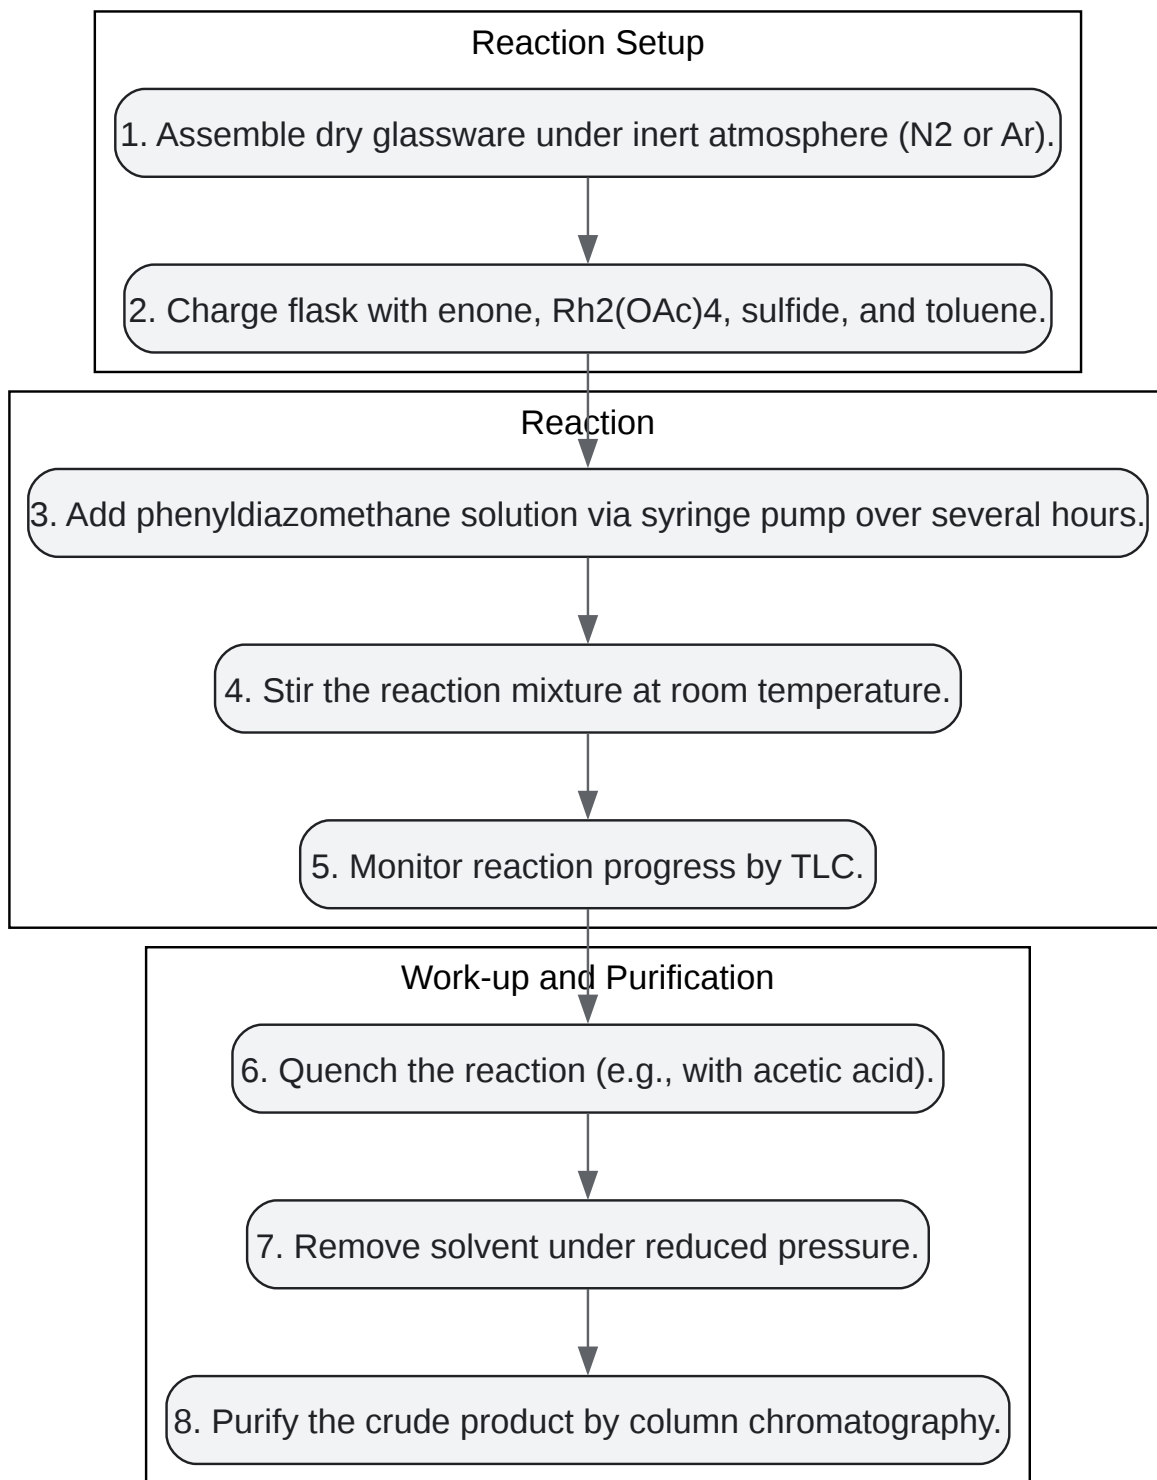 Reaction Setup
1. Assemble dry glassware under inert atmosphere (N2 or Ar).
2. Charge flask with enone, Rh2(OAc)4, sulfide, and toluene.
Reaction
3. Add phenyldiazomethane solution via syringe pump over several hours.
4. Stir the reaction mixture at room temperature.
5. Monitor reaction progress by TLC.
Work-up and Purification
6. Quench the reaction (e.g., with acetic acid).
7. Remove solvent under reduced pressure.
8. Purify the crude product by column chromatography.